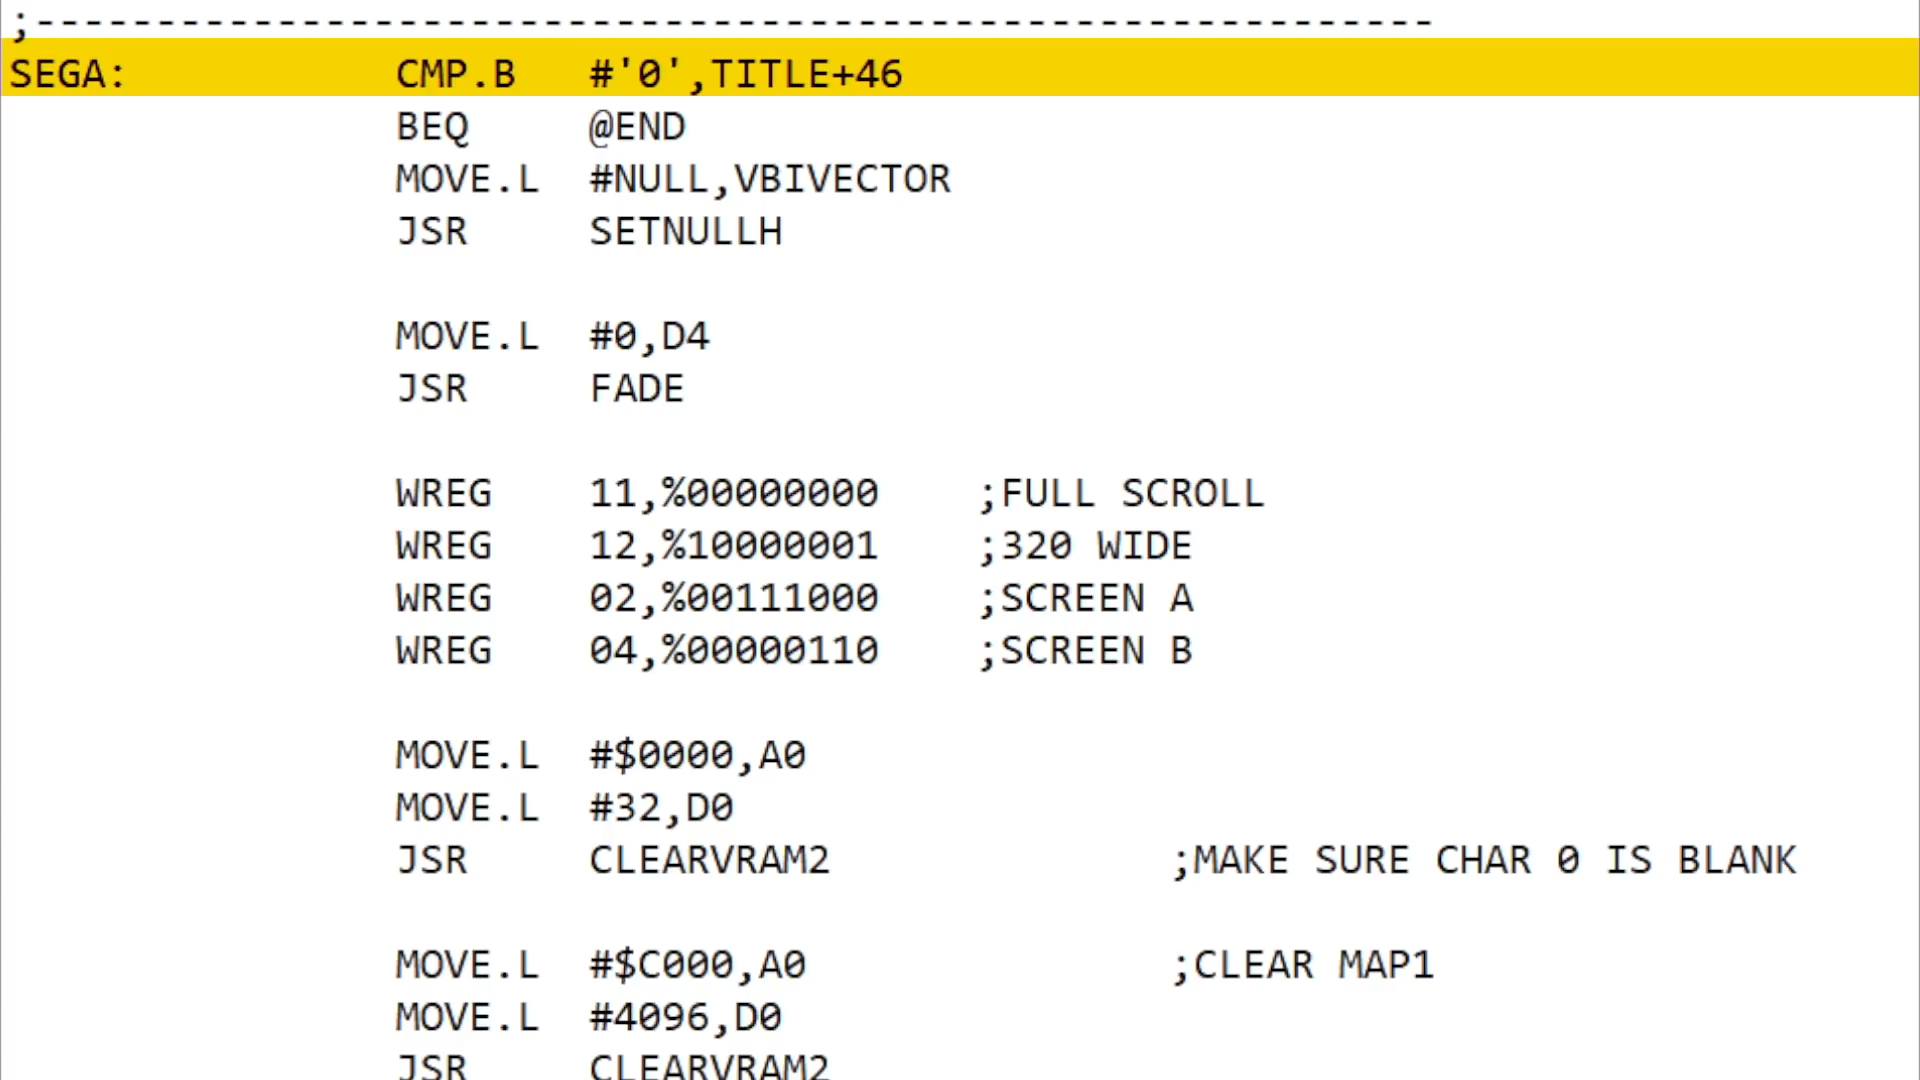 ;----------------------------------------------------------
SEGA: CMP.B #'0',TITLE+46
BEQ @END
MOVE.L #NULL,VBIVECTOR
JSR SETNULLH
MOVE.L #0,D4
JSR FADE
WREG 11,%00000000 ;FULL SCROLL
WREG 12,%10000001 ;320 WIDE
WREG 02,%00111000 ;SCREEN A
WREG 04,%00000110 ;SCREEN B
MOVE.L #$0000,A0
MOVE.L #32,D0
JSR CLEARVRAM2 ;MAKE SURE CHAR 0 IS BLANK
MOVE.L #$C000,A0 ;CLEAR MAP1
MOVE.L #4096,D0
JSR CLEARVRAM2